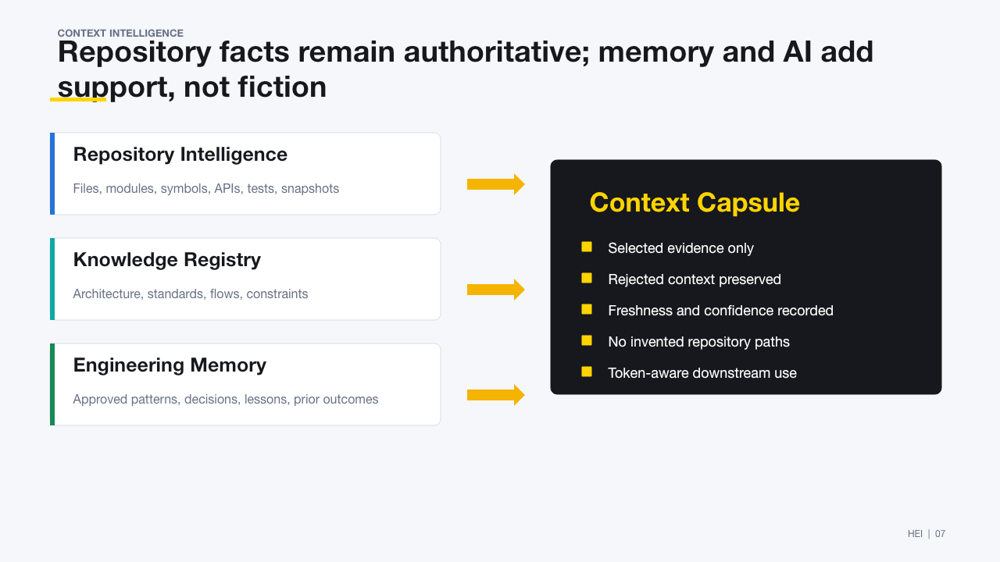 CONTEXT INTELLIGENCE
Repository facts remain authoritative; memory and AI add
support, not fiction
Repository Intelligence
Files, modules, symbols, APIs, tests, snapshots
Knowledge Registry
Architecture, standards, flows, constraints
Engineering Memory
Approved patterns, decisions, lessons, prior outcomes
Context Capsule
Selected evidence only
Rejected context preserved
Freshness and confidence recorded
No invented repository paths
Token-aware downstream use
HEI | 07